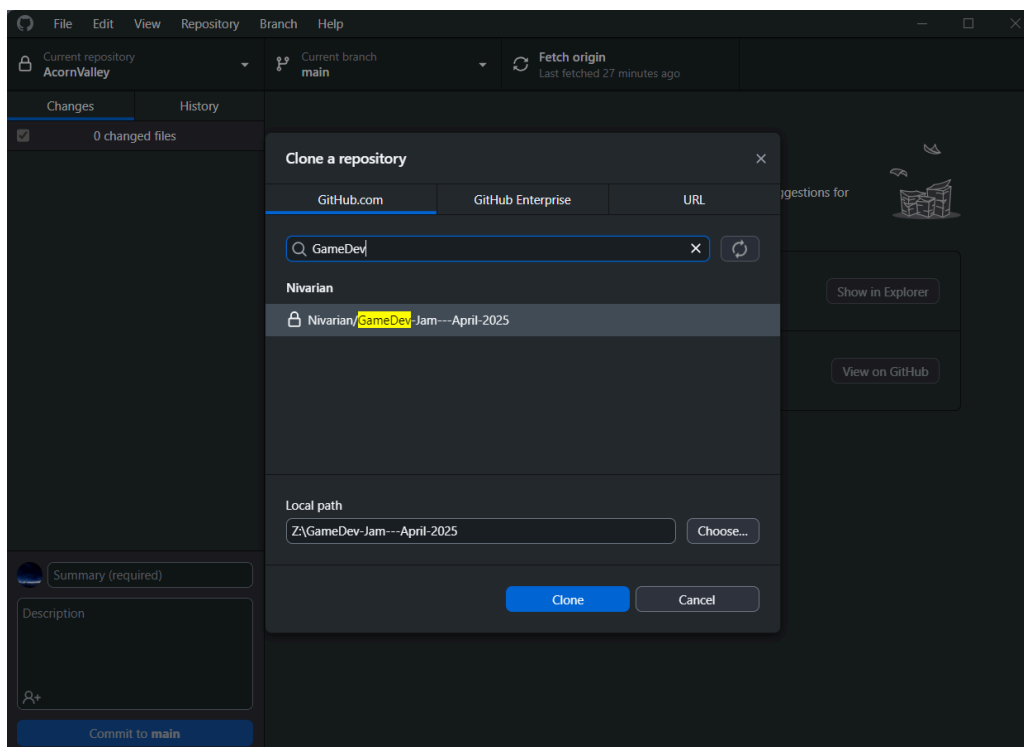 File Edit View Repository Branch Help
Current repository
AcornValley
Current branch
main
Fetch origin
Last fetched 27 minutes ago
Changes History
0 changed files
Clone a repository
GitHub.com GitHub Enterprise URL
GameDev
Nivarian
Nivarian/GameDev-Jam---April-2025
Local path
Z:\GameDev-Jam---April-2025
Choose...
Clone Cancel
for
Show in Explorer
View on GitHub
Summary (required)
Description
Commit to main